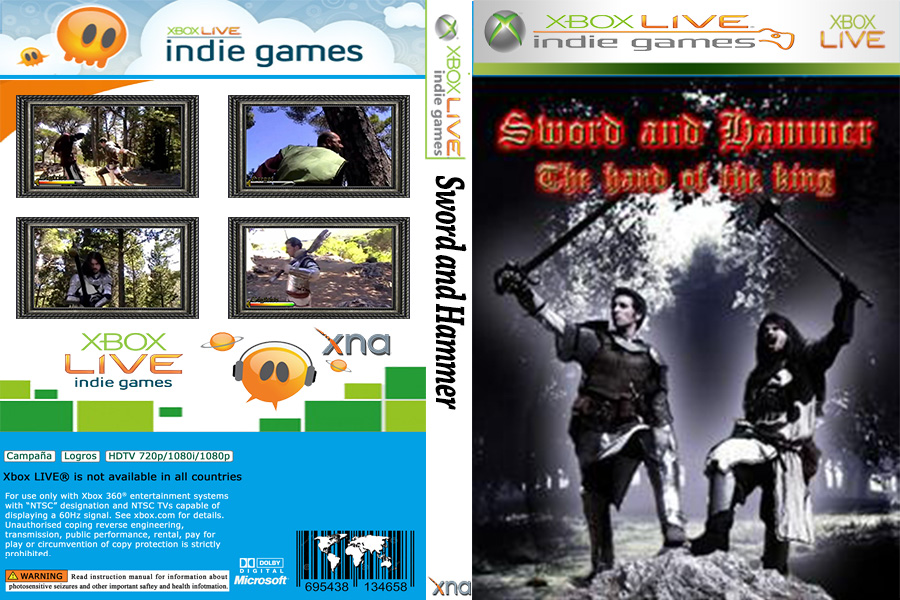 XBOX LIVE
indie games
XBOX LIVE
indie games
Campaña Logros HDTV 720p/1080i/1080p
Xbox LIVE® is not available in all countries
For use only with Xbox 360® entertainment systems
with “NTSC” designation and NTSC TVs capable of
displaying a 60Hz signal. See xbox.com for details.
Unauthorised coping reverse engineering,
transmission, public performance, rental, pay for
play or circumvention of copy protection is strictly
prohibited.
WARNING Read instruction manual for information about
photosensitive seizures and other important saftey and health infotmation.
DOLBY
DIGITAL
Microsoft®
695438 134658
xna
XBOX LIVE
indie games
Sword and Hammer
xna
XBOX LIVE
indie games
XBOX
LIVE
Sword and Hammer
The hand of the king